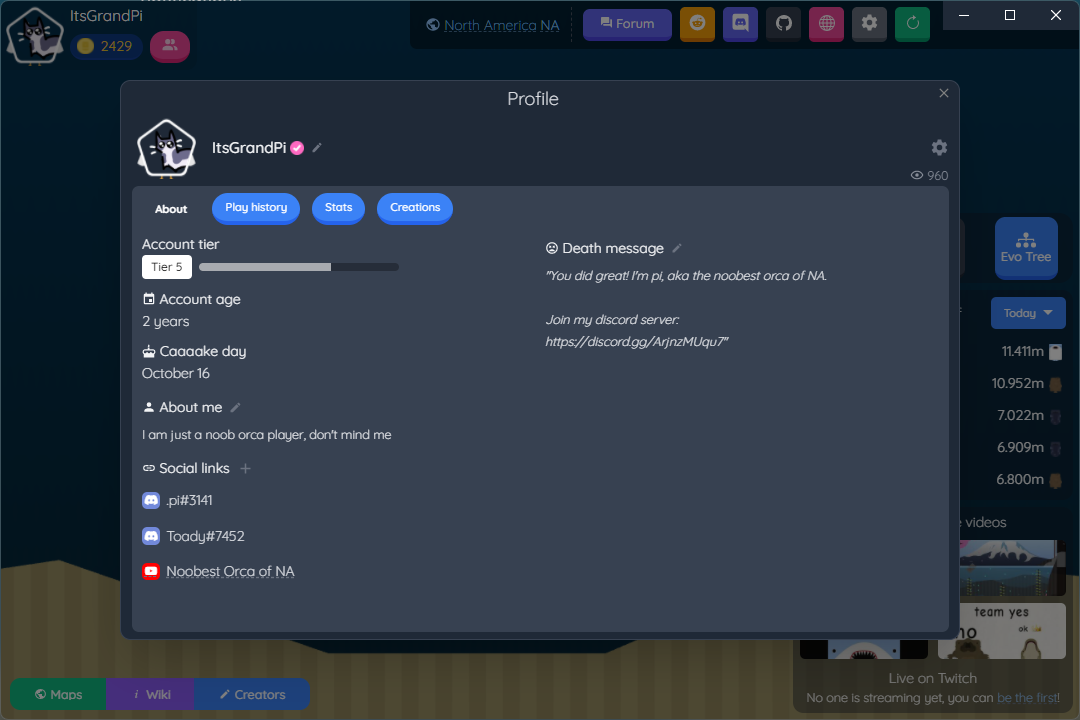 ItsGrandPi
2429
North America NA
Forum
Profile
ItsGrandPi
960
About
Play history
Stats
Creations
Account tier
Tier 5
Account age
2 years
Caaaake day
October 16
About me
I am just a noob orca player, don't mind me
Social links
.pi#3141
Toady#7452
Noobest Orca of NA
Death message
"You did great! I'm pi, aka the noobest orca of NA.
Join my discord server:
https://discord.gg/ArjnzMUqu7"
Evo Tree
Today
11.411m
10.952m
7.022m
6.909m
6.800m
videos
team yes
no
ok
Live on Twitch
No one is streaming yet, you can be the first!
Maps
Wiki
Creators